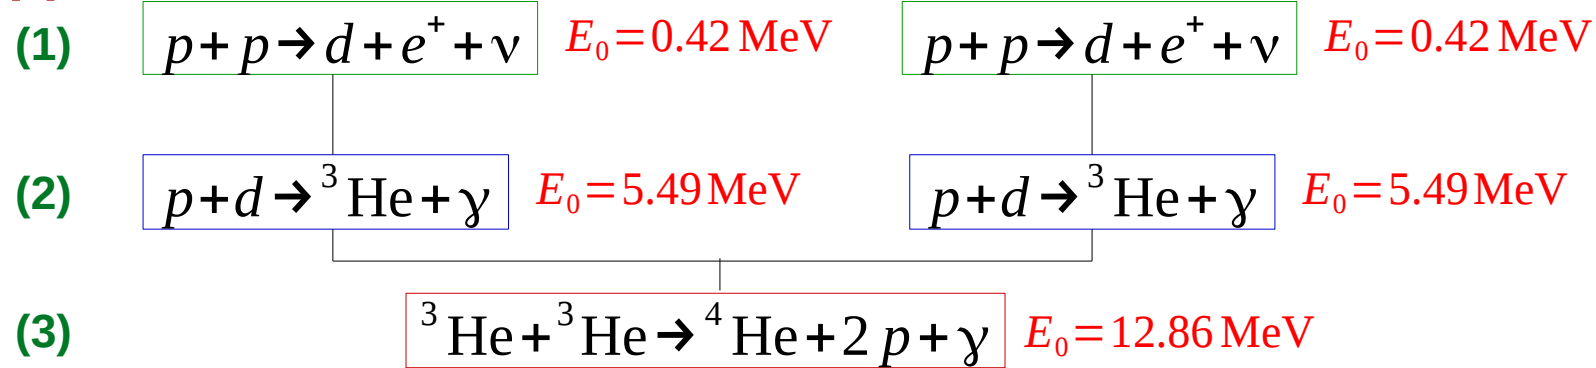 (1) p + p → d + e⁺ + ν E₀ = 0.42 MeV p + p → d + e⁺ + ν E₀ = 0.42 MeV
(2) p + d → ³He + γ E₀ = 5.49 MeV p + d → ³He + γ E₀ = 5.49 MeV
(3) ³He + ³He → ⁴He + 2 p + γ E₀ = 12.86 MeV